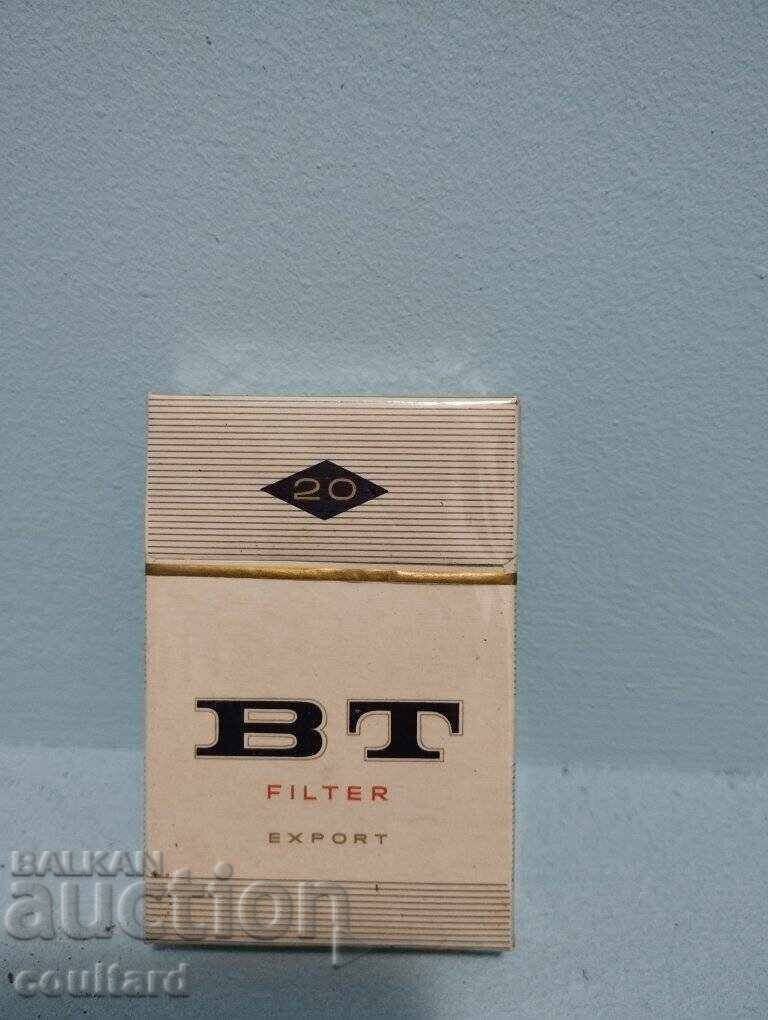 20
BT
FILTER
EXPORT
BALKAN
auction
coulfard